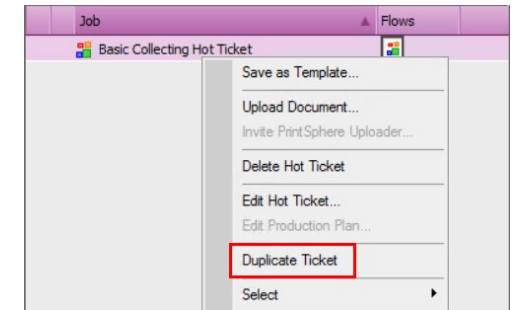 Job Flows
Basic Collecting Hot Ticket
Save as Template...
Upload Document...
Invite PrintSphere Uploader...
Delete Hot Ticket
Edit Hot Ticket...
Edit Production Plan...
Duplicate Ticket
Select